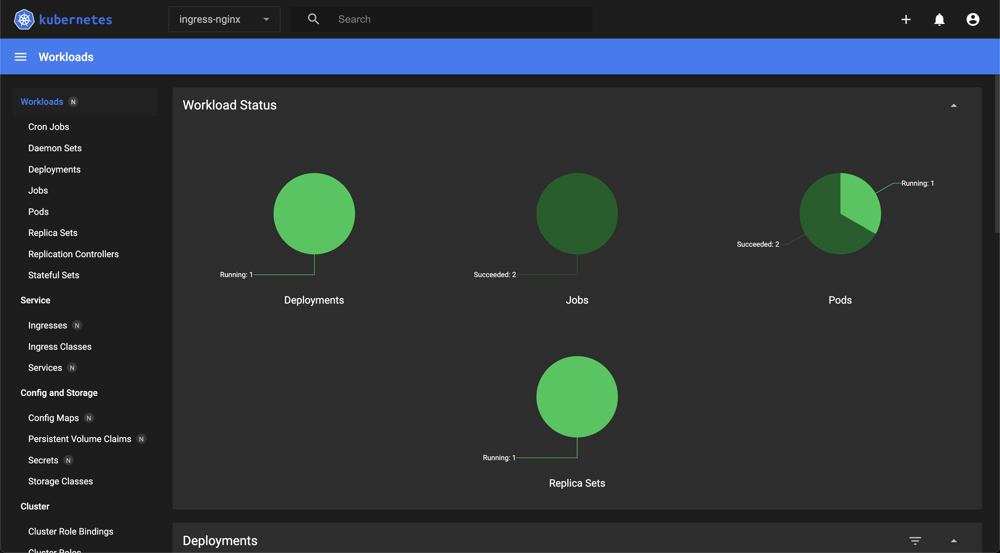 kubernetes
ingress-nginx
Search
Workloads
Workloads N
Cron Jobs
Daemon Sets
Deployments
Jobs
Pods
Replica Sets
Replication Controllers
Stateful Sets
Service
Ingresses N
Ingress Classes
Services N
Config and Storage
Config Maps N
Persistent Volume Claims N
Secrets N
Storage Classes
Cluster
Cluster Role Bindings
Cluster Roles
Workload Status
Running: 1
Deployments
Succeeded: 2
Jobs
Running: 1
Succeeded: 2
Pods
Running: 1
Replica Sets
Deployments